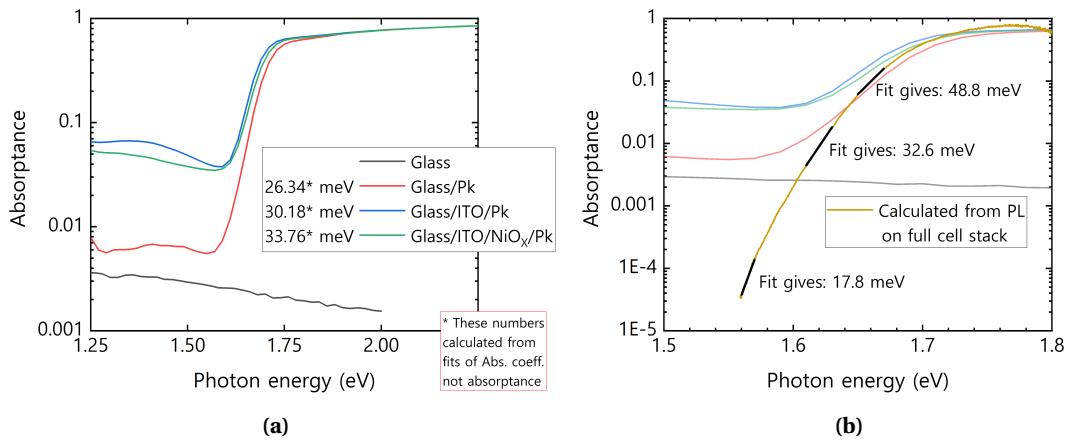 1
0.1
0.01
0.001
Absorptance
1.25
1.50
1.75
2.00
Photon energy (eV)
Glass
26.34* meV Glass/Pk
30.18* meV Glass/ITO/Pk
33.76* meV Glass/ITO/NiOX/Pk
* These numbers
calculated from
fits of Abs. coeff.
not absorptance
(a)
1
0.1
0.01
0.001
1E-4
1E-5
Absorptance
1.5
1.6
1.7
1.8
Photon energy (eV)
Fit gives: 48.8 meV
Fit gives: 32.6 meV
Calculated from PL
on full cell stack
Fit gives: 17.8 meV
(b)